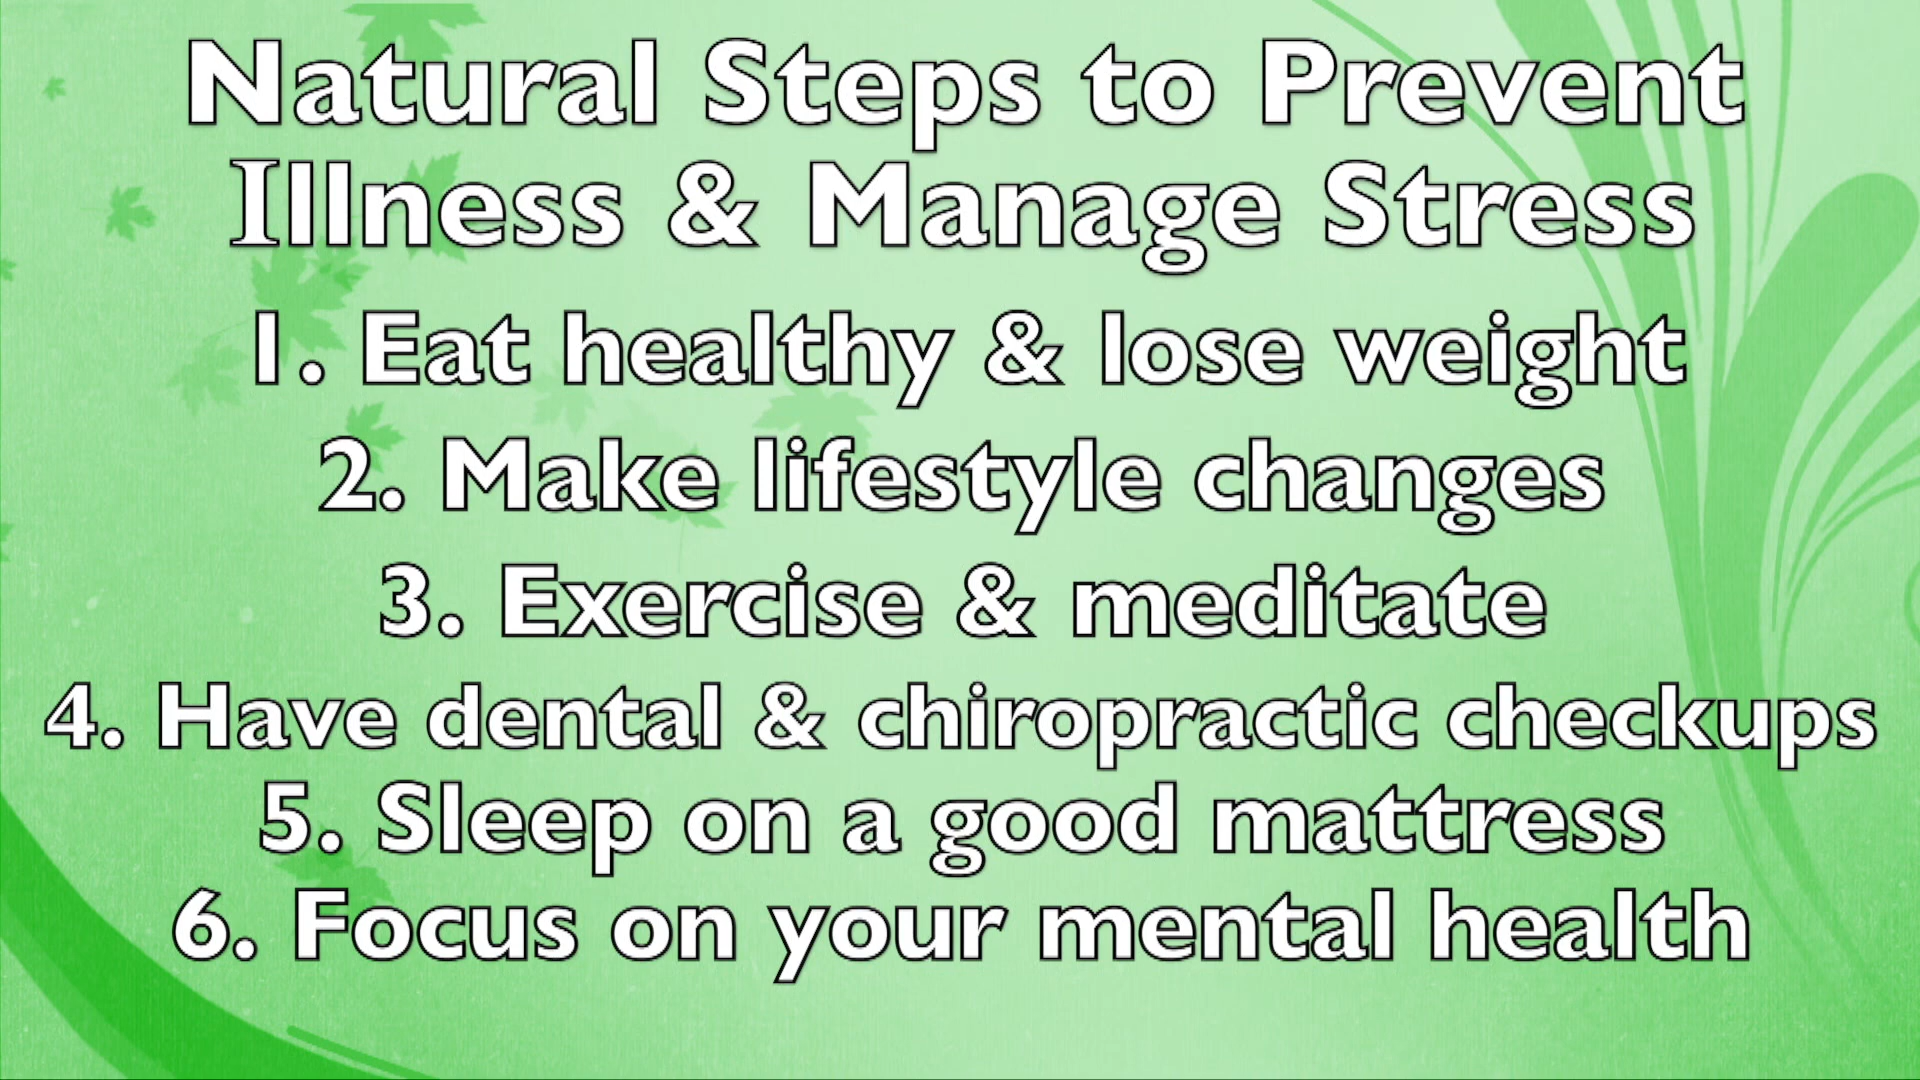 Natural Steps to Prevent
Illness & Manage Stress
1. Eat healthy & lose weight
2. Make lifestyle changes
3. Exercise & meditate
4. Have dental & chiropractic checkups
5. Sleep on a good mattress
6. Focus on your mental health